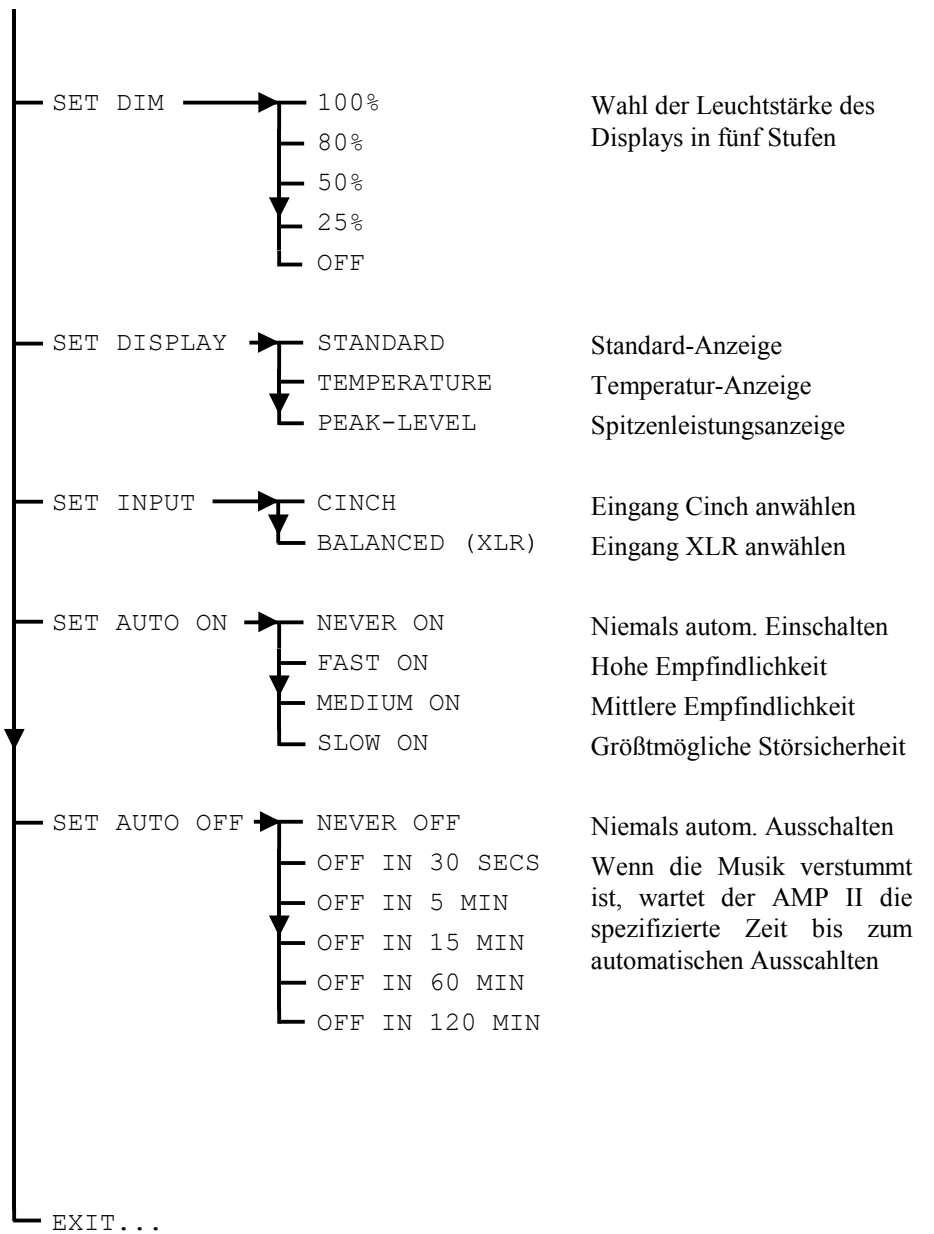 SET DIM 100% Wahl der Leuchtstärke des
80% Displays in fünf Stufen
50%
25%
OFF
SET DISPLAY STANDARD Standard-Anzeige
TEMPERATURE Temperatur-Anzeige
PEAK-LEVEL Spitzenleistungsanzeige
SET INPUT CINCH Eingang Cinch anwählen
BALANCED (XLR) Eingang XLR anwählen
SET AUTO ON NEVER ON Niemals autom. Einschalten
FAST ON Hohe Empfindlichkeit
MEDIUM ON Mittlere Empfindlichkeit
SLOW ON Größtmögliche Störsicherheit
SET AUTO OFF NEVER OFF Niemals autom. Ausschalten
OFF IN 30 SECS Wenn die Musik verstummt
OFF IN 5 MIN ist, wartet der AMP II die
OFF IN 15 MIN spezifizierte Zeit bis zum
OFF IN 60 MIN automatischen Ausscahlten
OFF IN 120 MIN
EXIT...